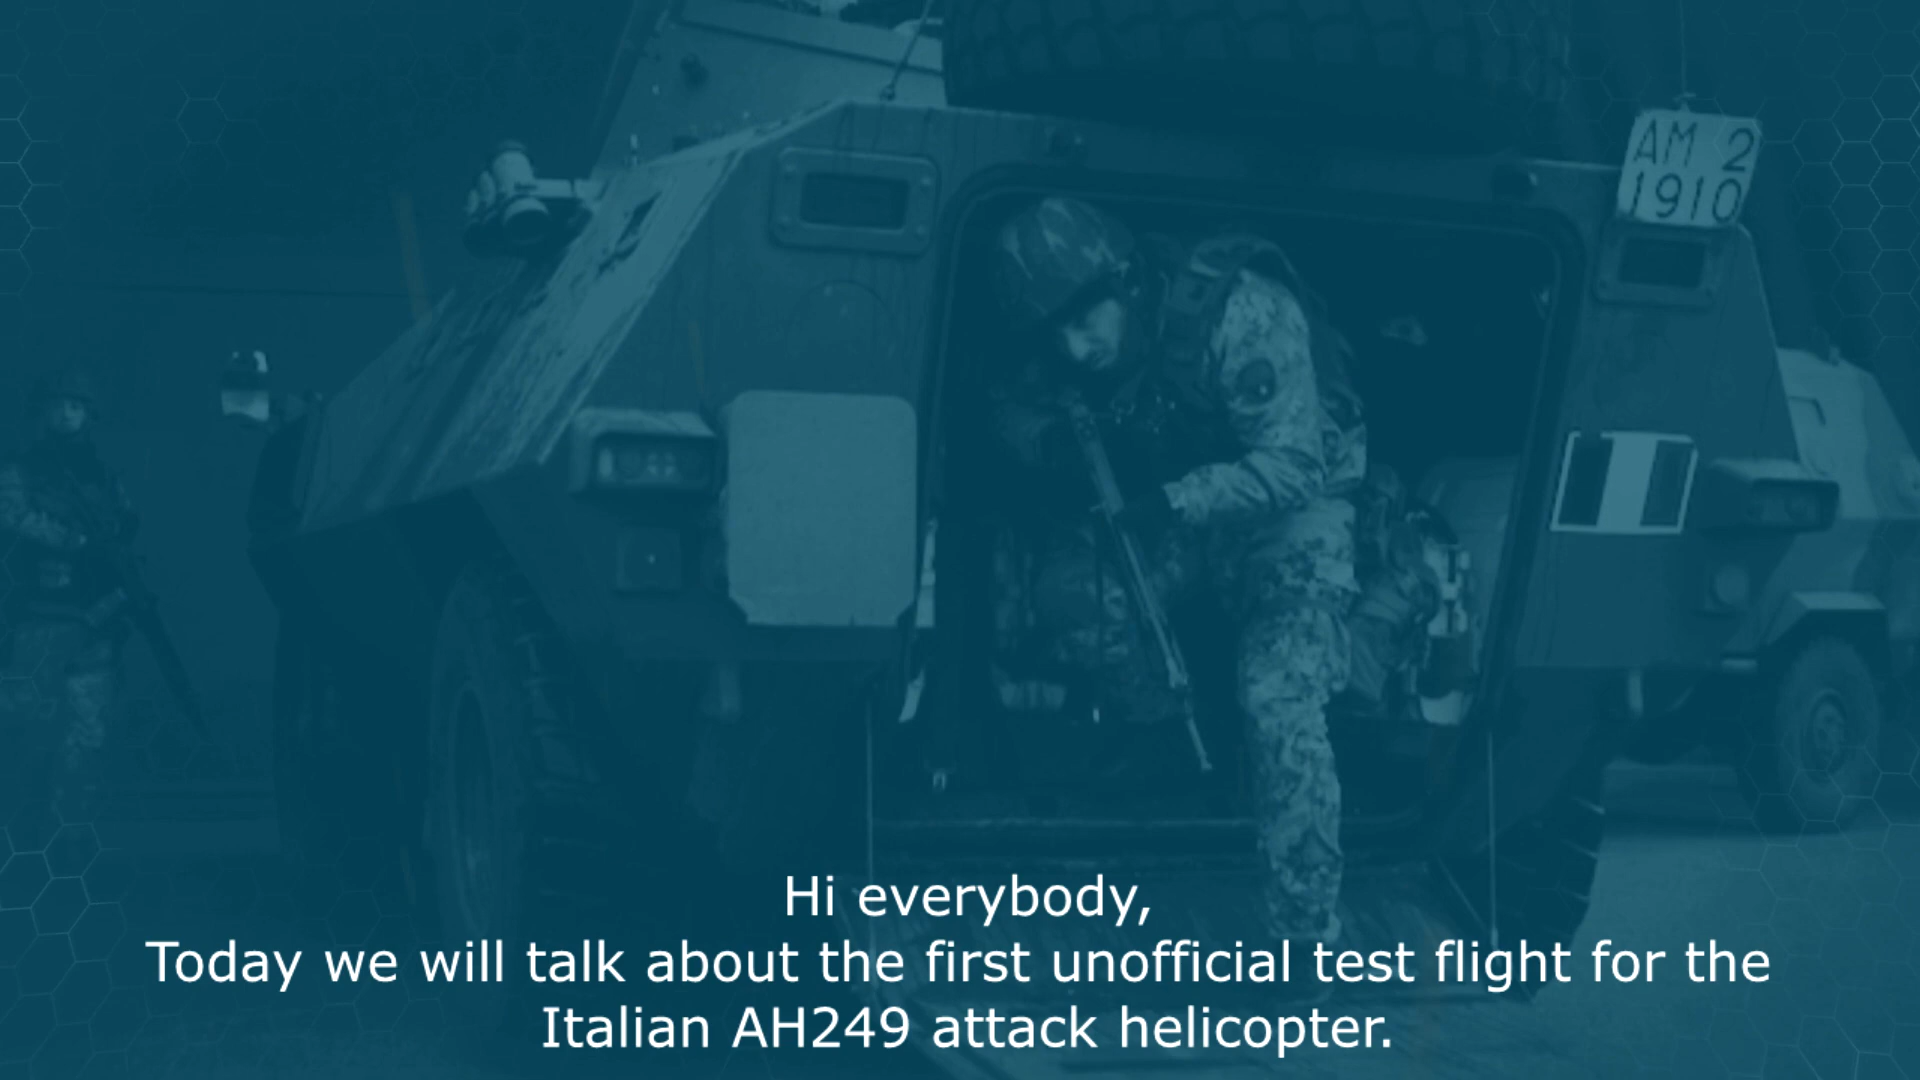 AM 2
1910
Hi everybody,
Today we will talk about the first unofficial test flight for the
Italian AH249 attack helicopter.